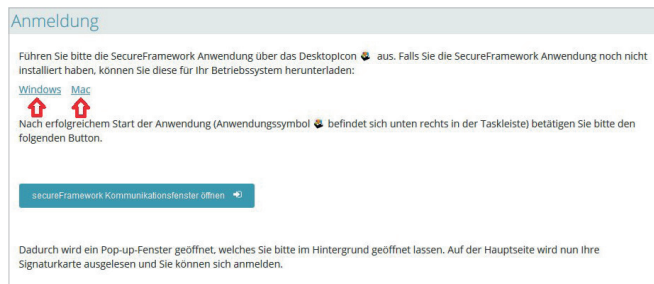 Anmeldung
Führen Sie bitte die SecureFramework Anwendung über das DesktopIcon aus. Falls Sie die SecureFramework Anwendung noch nicht
installiert haben, können Sie diese für Ihr Betriebssystem herunterladen:
Windows Mac
Nach erfolgreichem Start der Anwendung (Anwendungssymbol befindet sich unten rechts in der Taskleiste) betätigen Sie bitte den
folgenden Button.
secureFramework Kommunikationsfenster öffnen
Dadurch wird ein Pop-up-Fenster geöffnet, welches Sie bitte im Hintergrund geöffnet lassen. Auf der Hauptseite wird nun Ihre
Signaturkarte ausgelesen und Sie können sich anmelden.